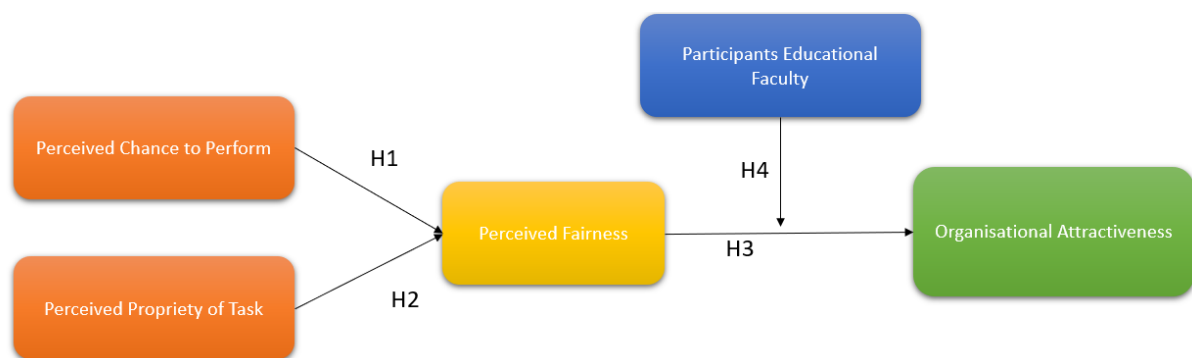 Participants Educational
Faculty
Perceived Chance to Perform
H1
H4
Perceived Fairness
Organisational Attractiveness
H3
H2
Perceived Propriety of Task